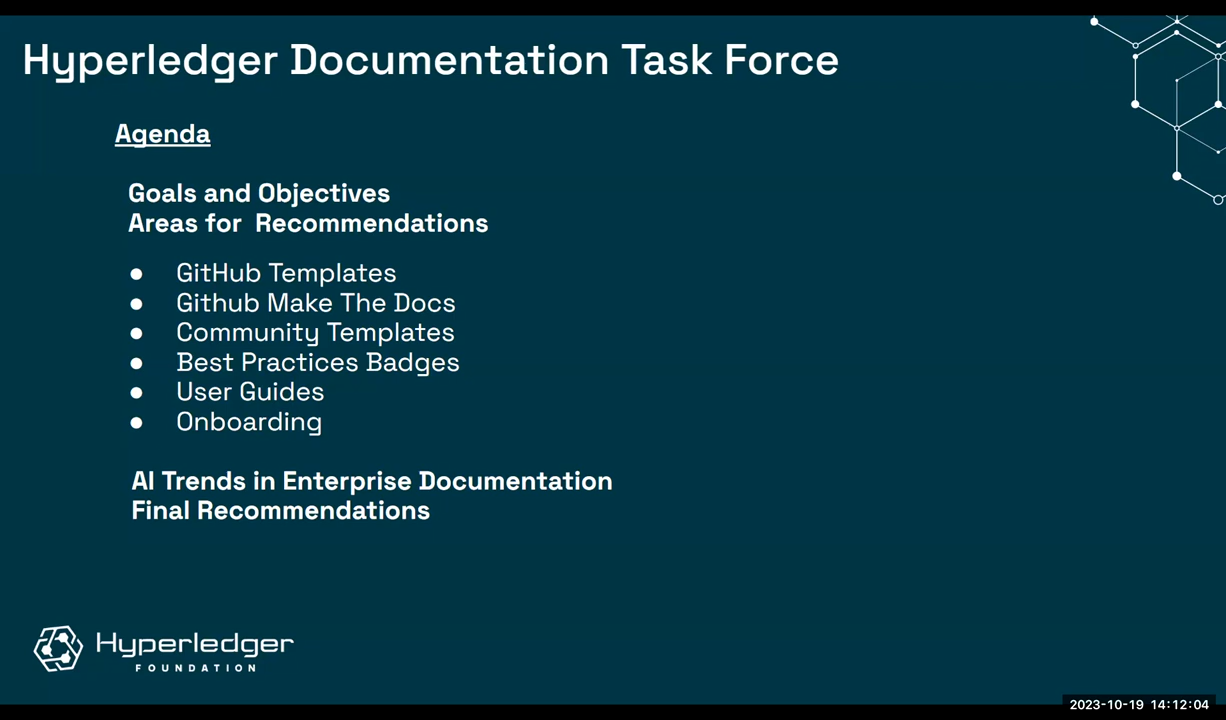 Hyperledger Documentation Task Force
Agenda
Goals and Objectives
Areas for  Recommendations
● GitHub Templates
● Github Make The Docs
● Community Templates
● Best Practices Badges
● User Guides
● Onboarding
AI Trends in Enterprise Documentation
Final Recommendations
Hyperledger
FOUNDATION
2023-10-19 14:12:04